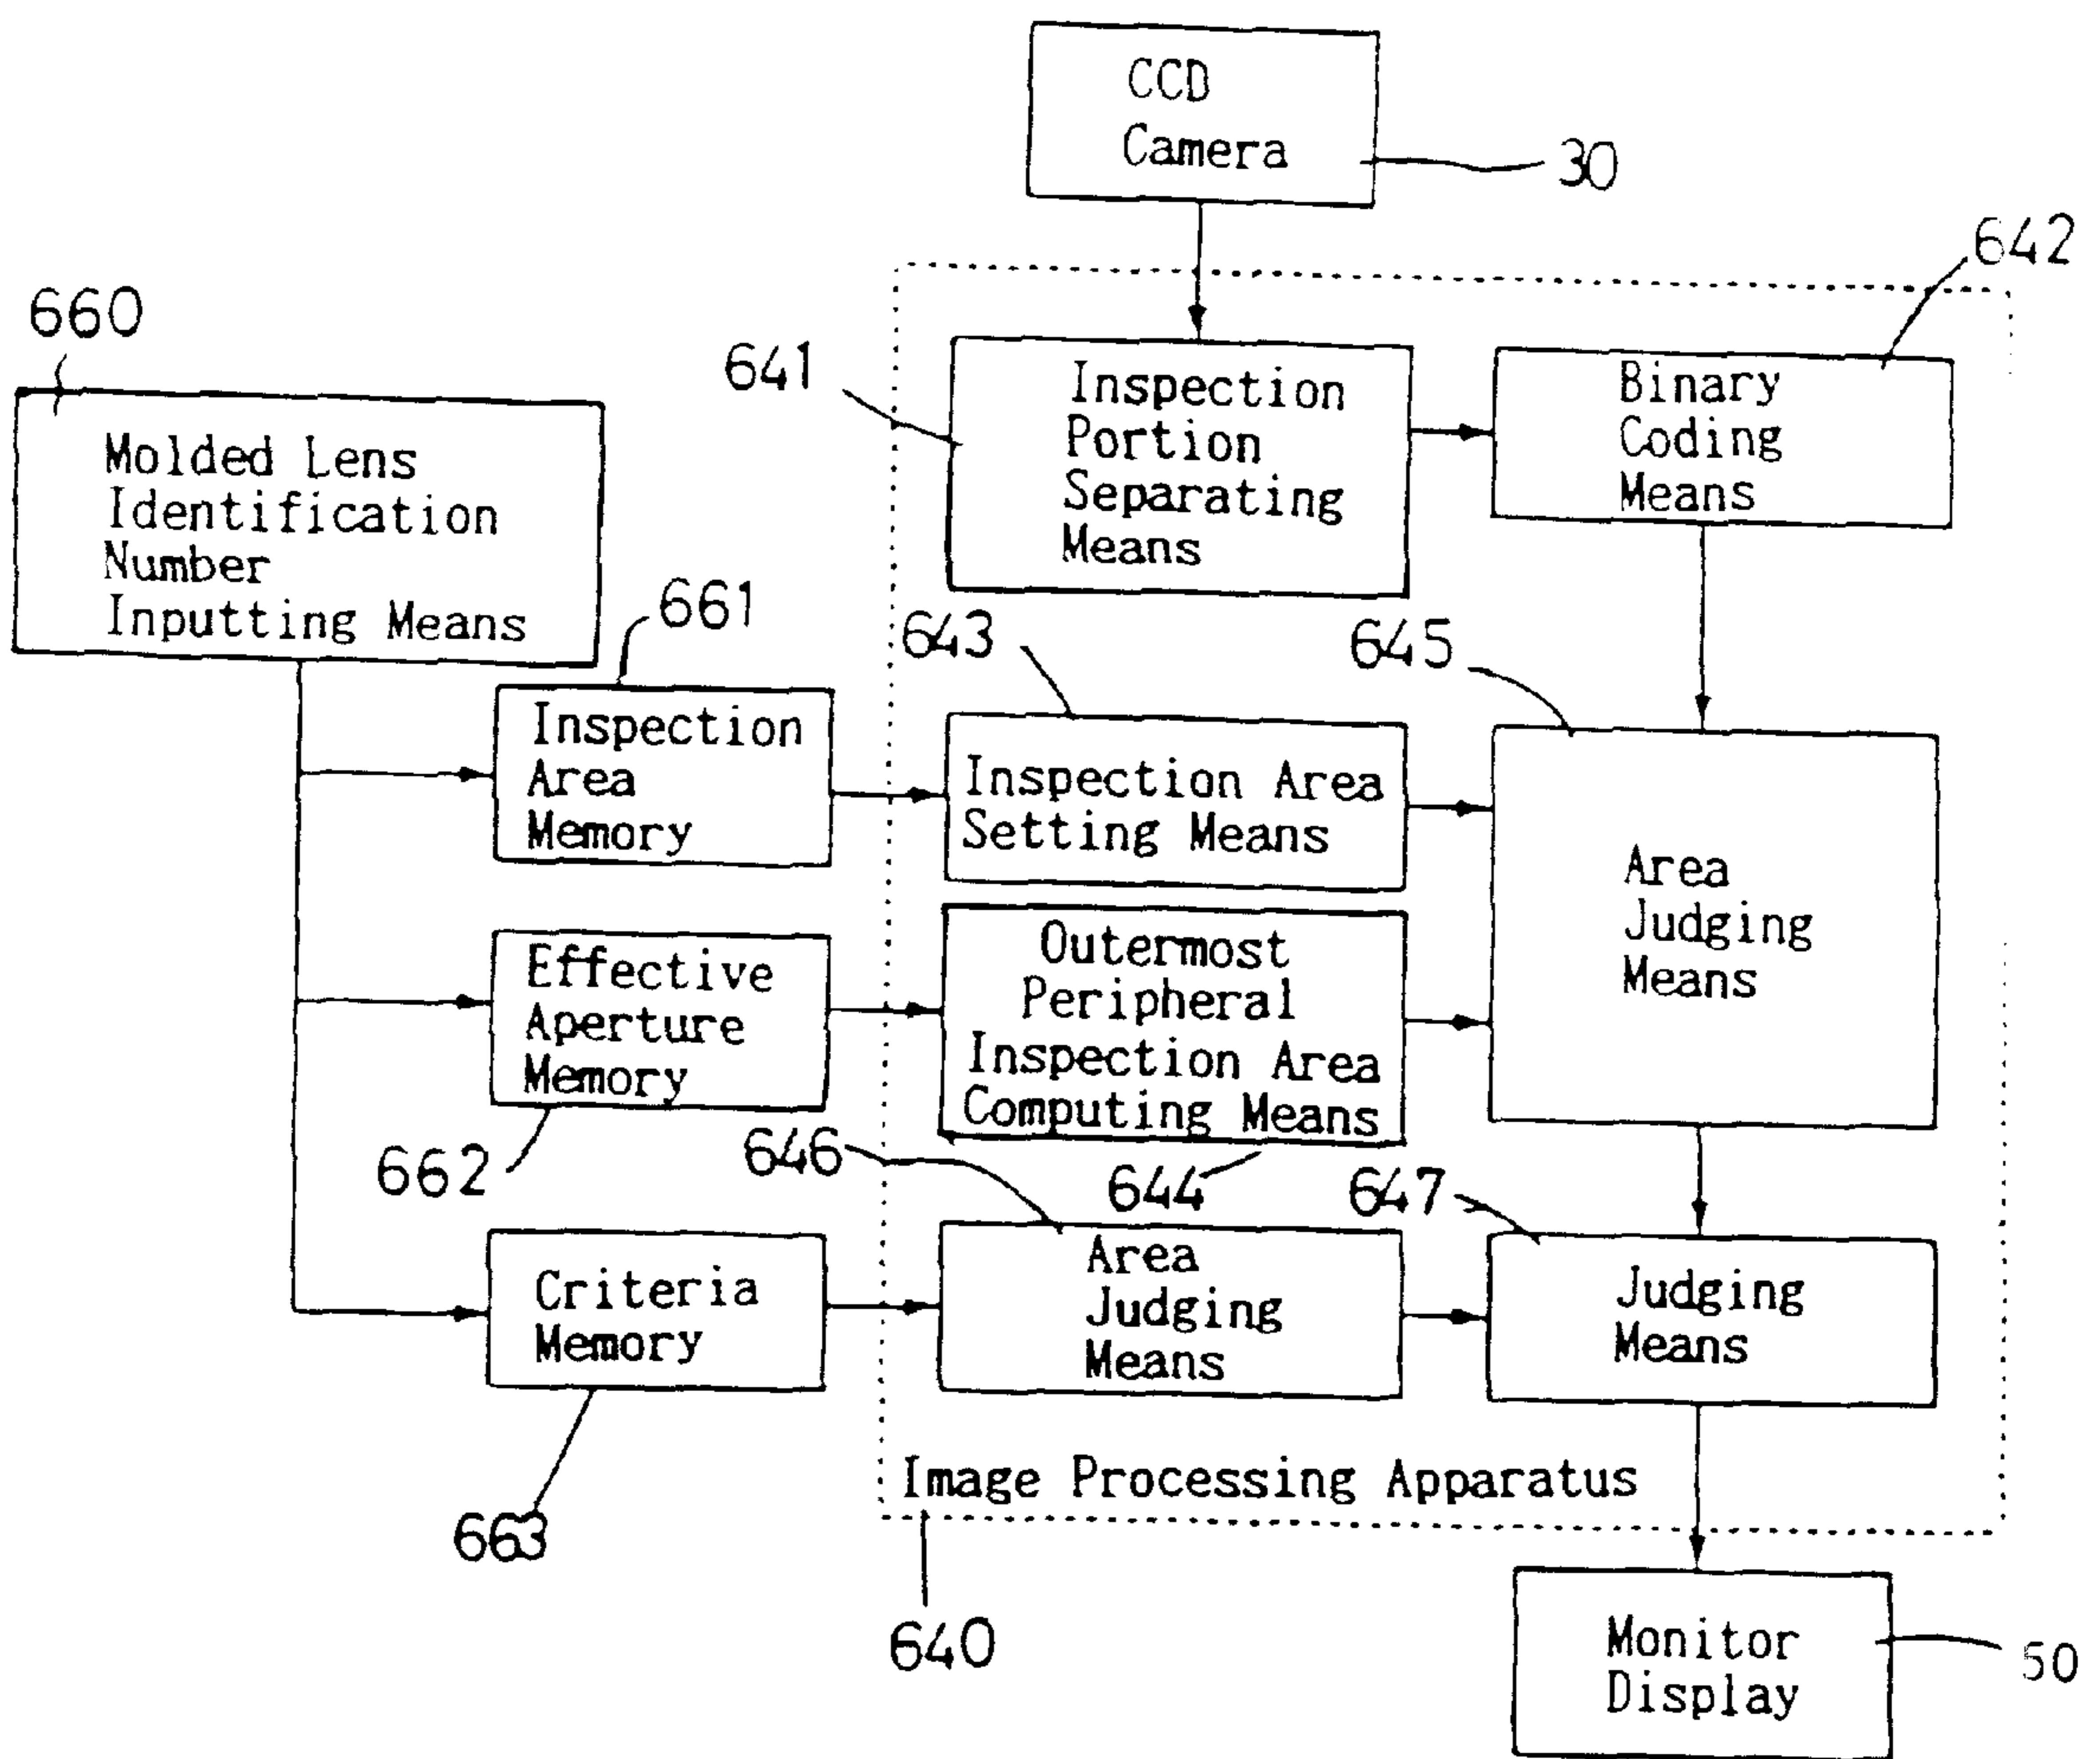 CCD
Camera
30
642
660
641
Inspection
Portion
Separating
Means
Binary
Coding
Means
Molded Lens
Identification
Number
Inputting Means
661
643
645
Inspection
Area
Memory
Inspection Area
Setting Means
Area
Judging
Means
Effective
Aperture
Memory
Outermost
Peripheral
Inspection Area
Computing Means
662
646
644
647
Criteria
Memory
Area
Judging
Means
Judging
Means
663
Image Processing Apparatus
640
Monitor
Display
50